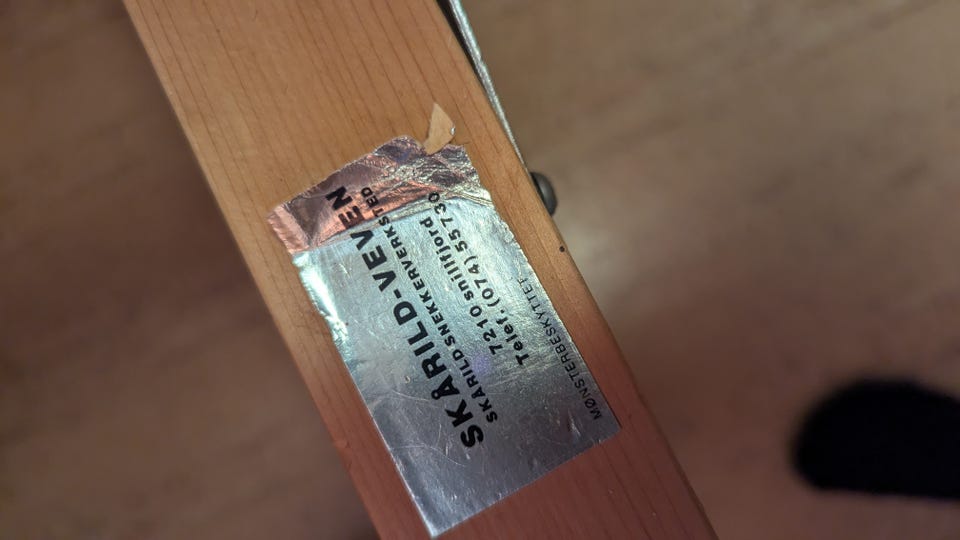 SKÅRILD-VEVEN
SKÅRILD SNEKKERVERKSTED
7210 snillfjord
Telef. (074) 55730
MØNSTERBESKYTTET